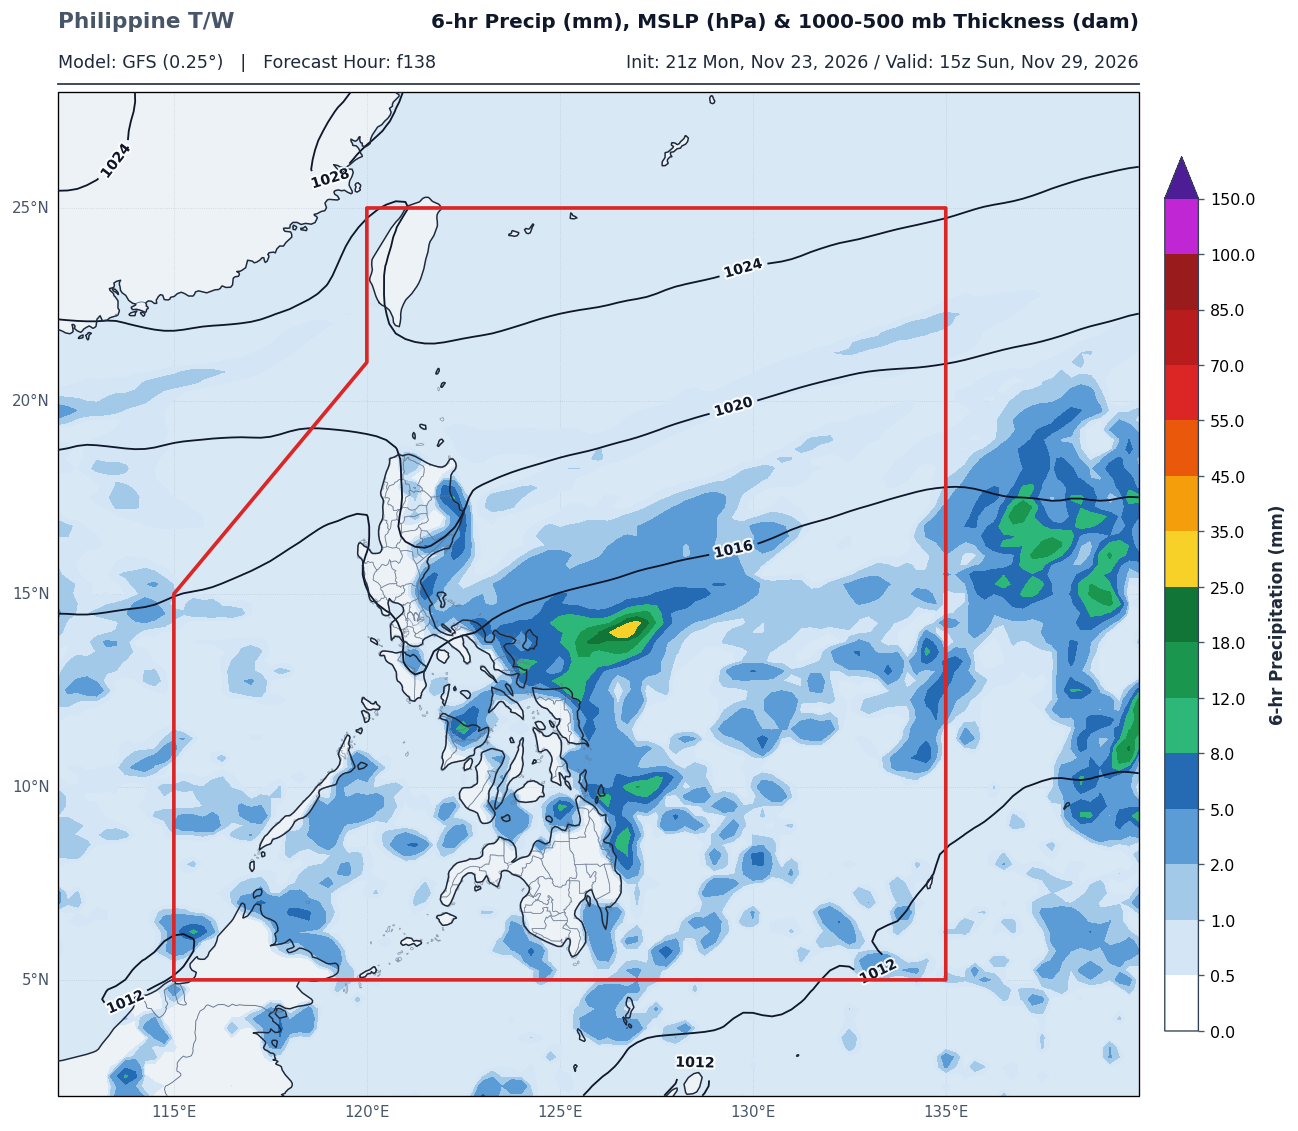 Philippine T/W
6-hr Precip (mm), MSLP (hPa) & 1000-500 mb Thickness (dam)
Model: GFS (0.25°)   |   Forecast Hour: f138
Init: 21z Mon, Nov 23, 2026 / Valid: 15z Sun, Nov 29, 2026
1024
1028
1024
1020
1016
1012
1012
1012
25°N
20°N
15°N
10°N
5°N
115°E
120°E
125°E
130°E
135°E
150.0
100.0
85.0
70.0
55.0
45.0
35.0
25.0
18.0
12.0
8.0
5.0
2.0
1.0
0.5
0.0
6-hr Precipitation (mm)